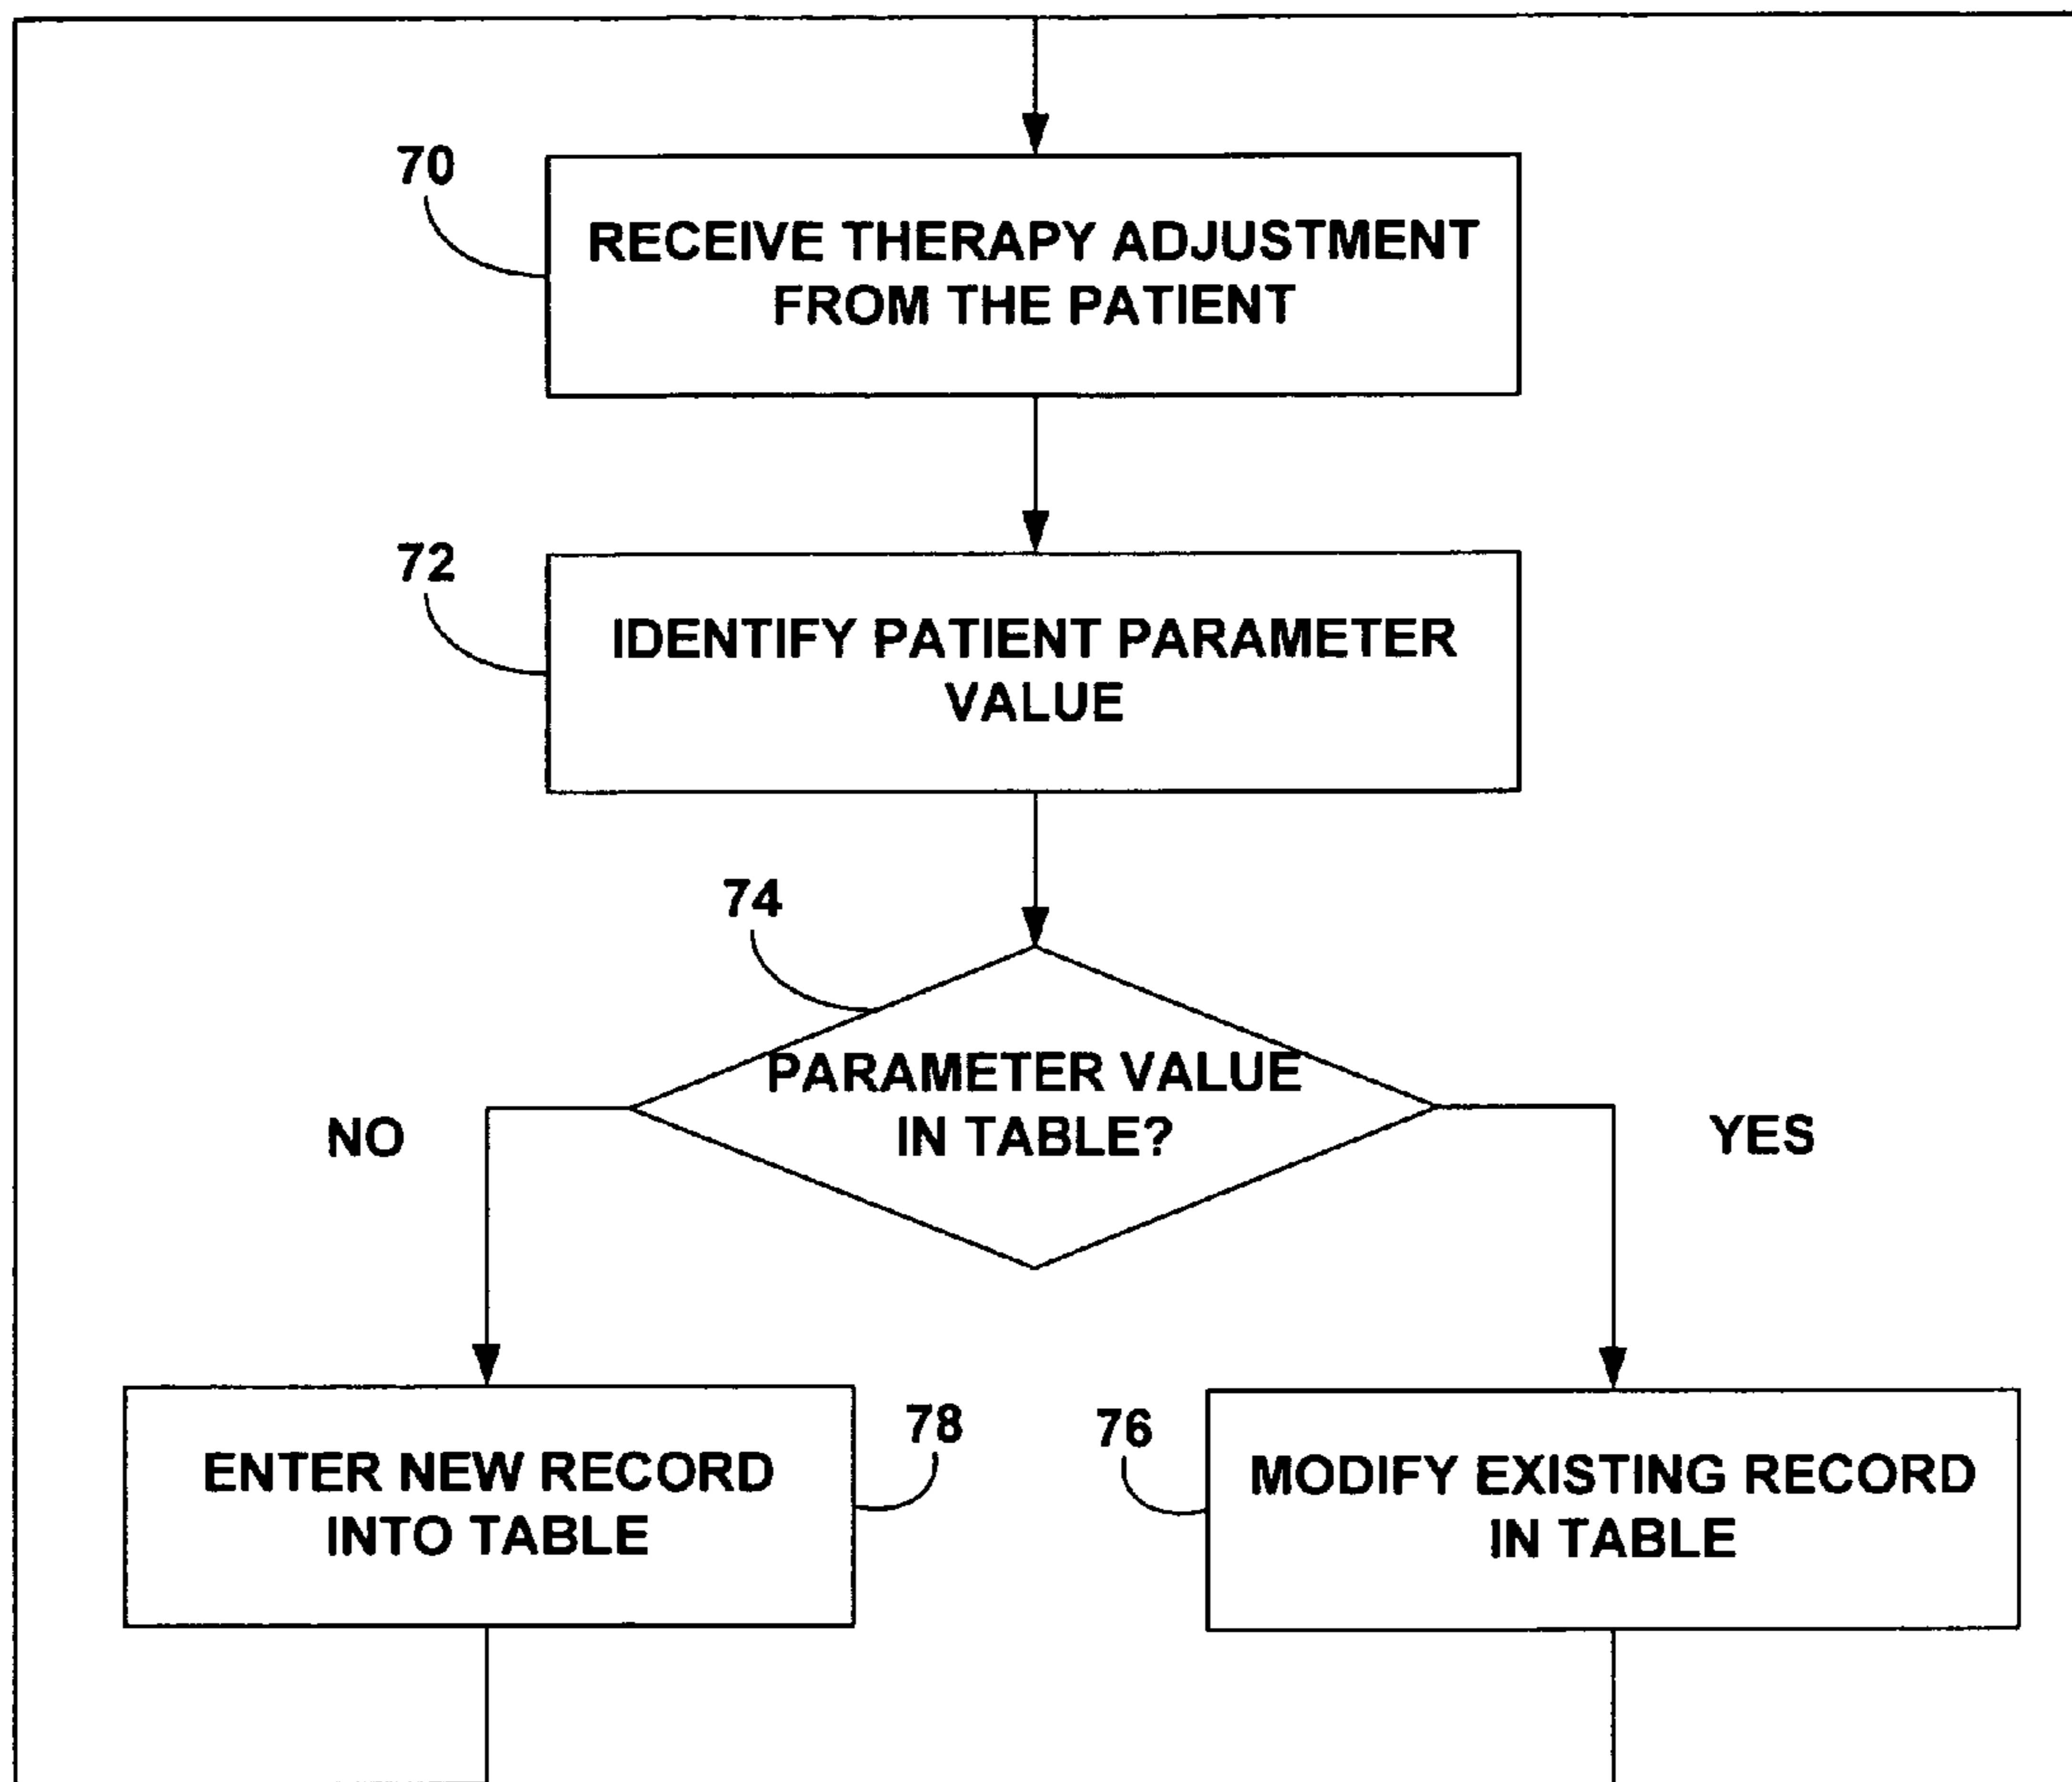 70
RECEIVE THERAPY ADJUSTMENT
FROM THE PATIENT
72
IDENTIFY PATIENT PARAMETER
VALUE
74
PARAMETER VALUE
IN TABLE?
NO
YES
78
76
ENTER NEW RECORD
INTO TABLE
MODIFY EXISTING RECORD
IN TABLE